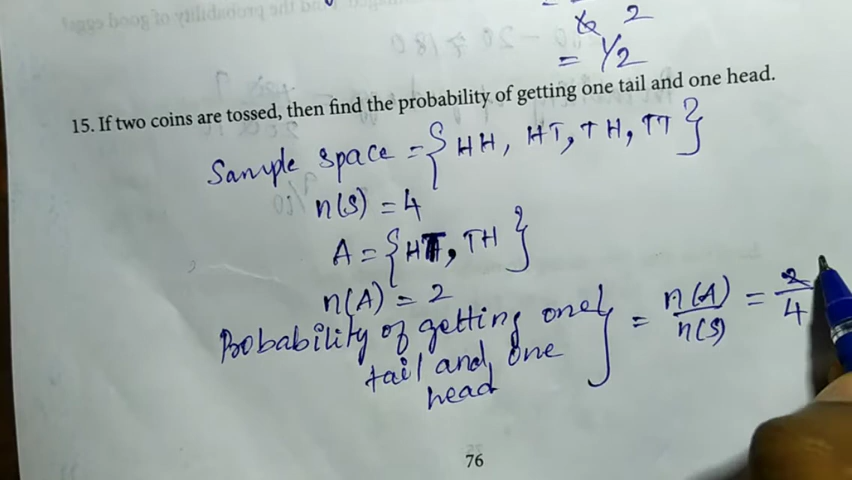 2
= 1/2
15. If two coins are tossed, then find the probability of getting one tail and one head.
Sample space = { HH, HT, TH, TT }
n(S) = 4
A = { HT, TH }
n(A) = 2
Probability of getting one tail and one head } = n(A)/n(S) = 2/4
76